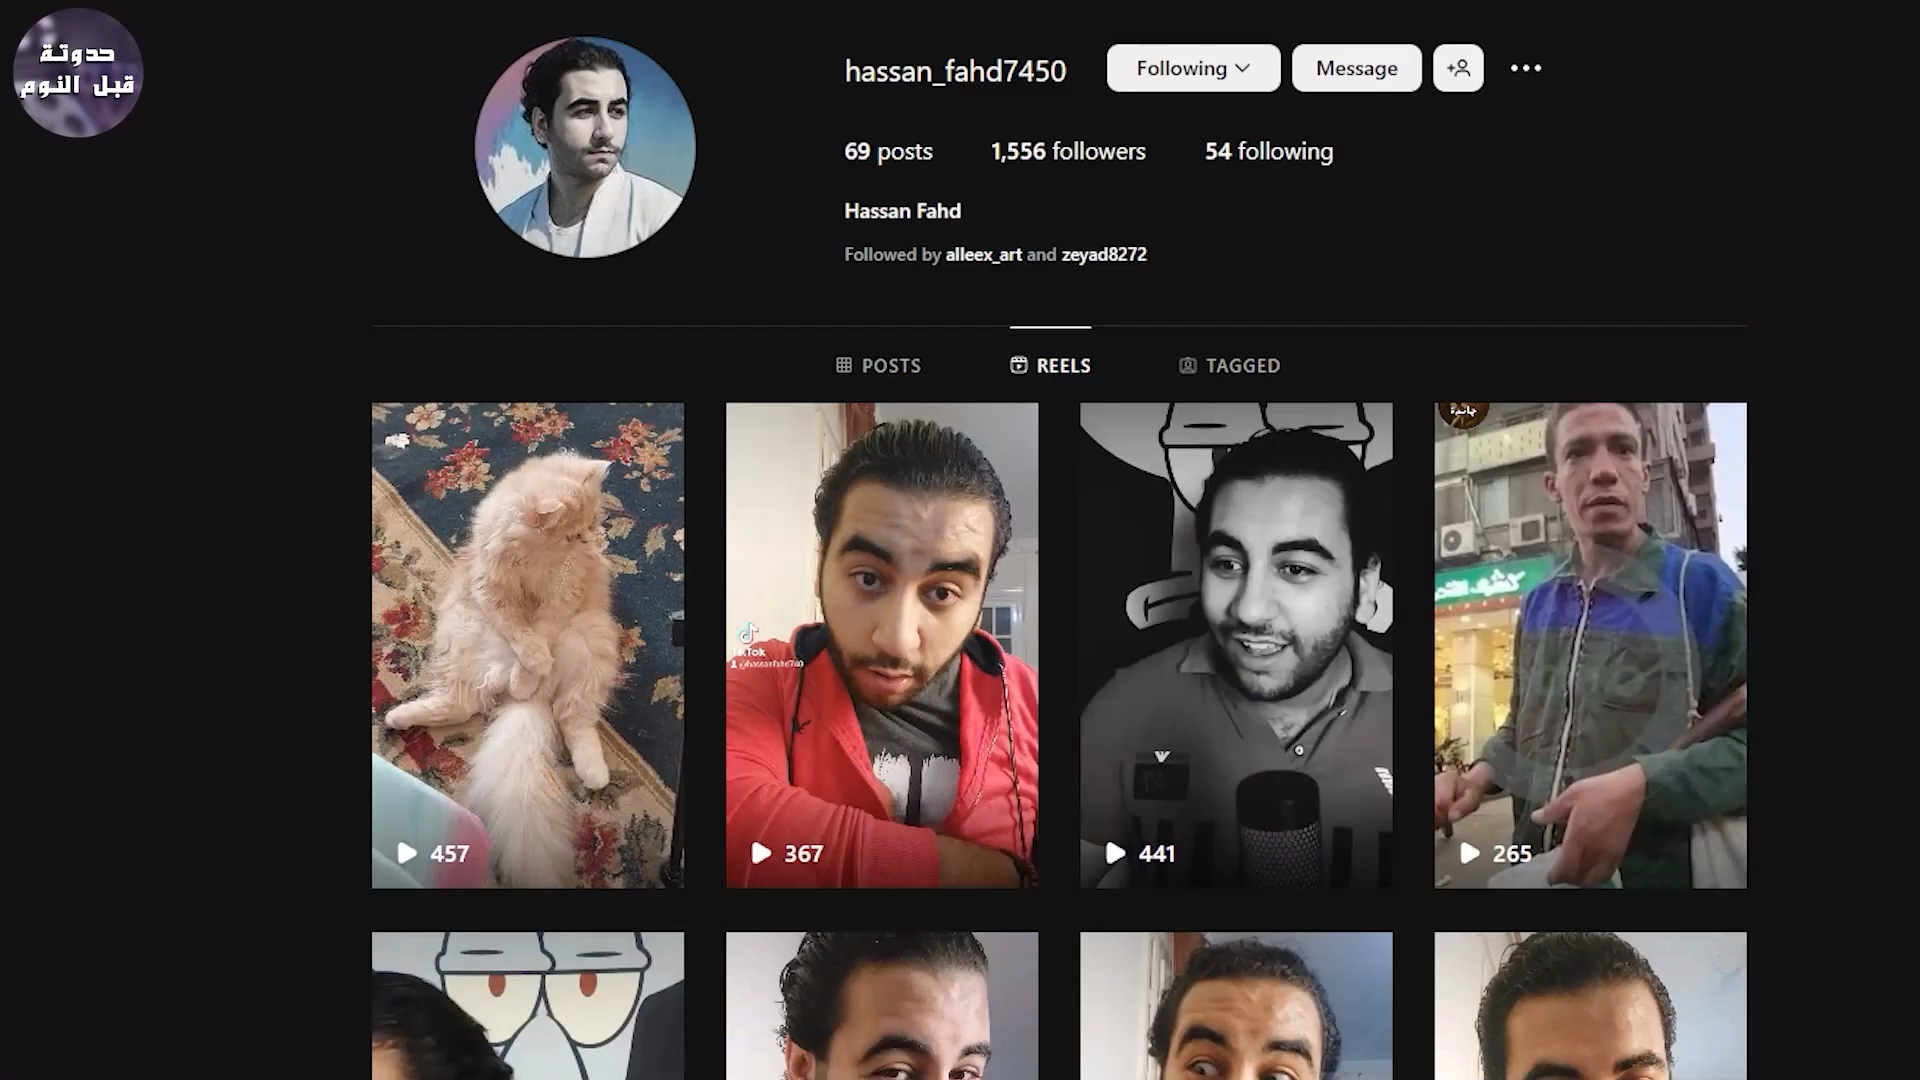 حدوتة
قبل النوم
hassan_fahd7450
Following
Message
69 posts
1,556 followers
54 following
Hassan Fahd
Followed by alleex_art and zeyad8272
POSTS
REELS
TAGGED
TikTok
457
367
441
265